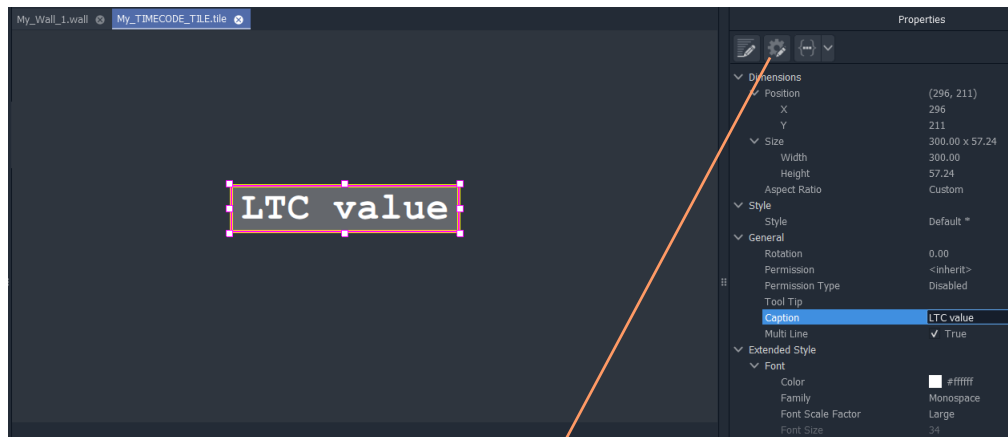 My_Wall_1.wall My_TIMECODE_TILE.tile
Properties
Dimensions
Position (296, 211)
X 296
Y 211
Size 300.00 x 57.24
Width 300.00
Height 57.24
Aspect Ratio Custom
Style
Style Default *
General
Rotation 0.00
Permission <inherit>
Permission Type Disabled
Tool Tip
Caption LTC value
Multi Line True
Extended Style
Font
Color #ffffff
Family Monospace
Font Scale Factor Large
Font Size 34
LTC value